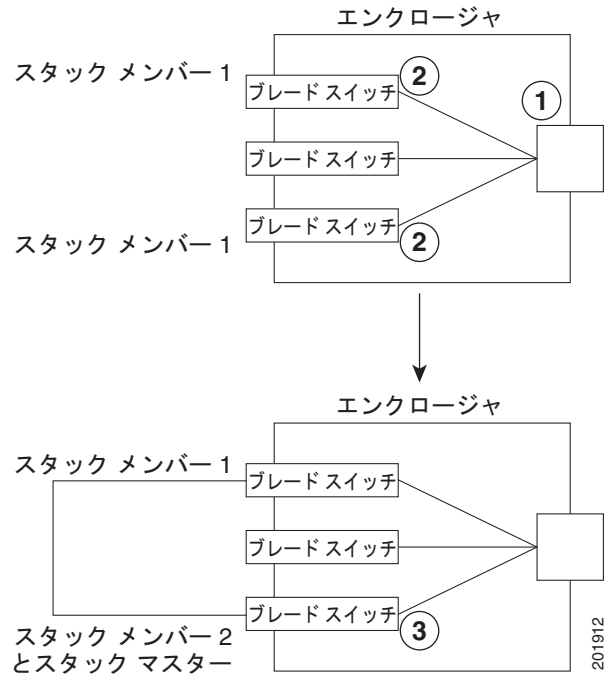 エンクロージャ
スタック メンバー 1
ブレード スイッチ
2
1
ブレード スイッチ
ブレード スイッチ
2
スタック メンバー 1
エンクロージャ
スタック メンバー 1
ブレード スイッチ
ブレード スイッチ
ブレード スイッチ
3
スタック メンバー 2
とスタック マスター
201912